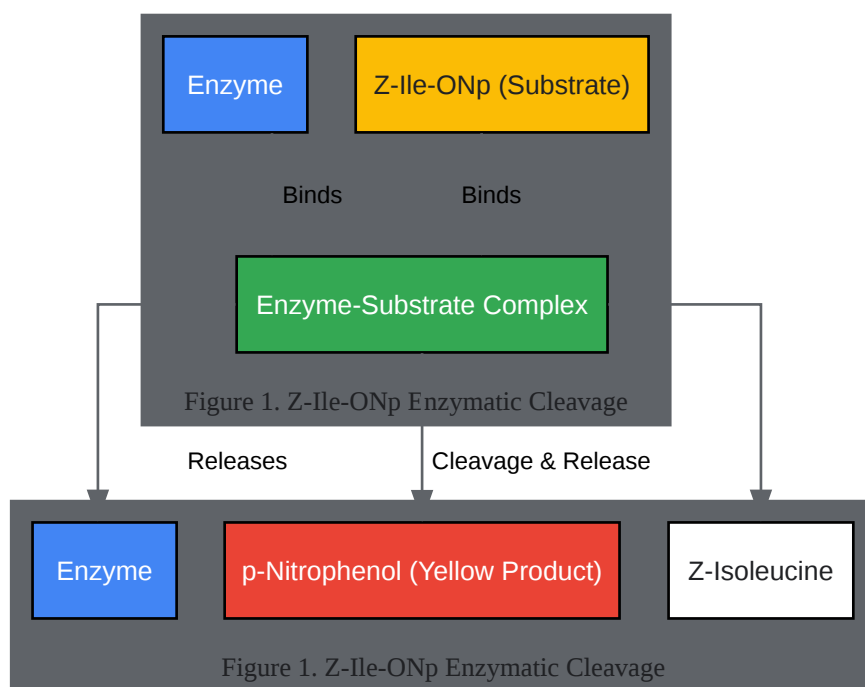 Enzyme
Z-Ile-ONp (Substrate)
Binds
Binds
Enzyme-Substrate Complex
Figure 1. Z-Ile-ONp Enzymatic Cleavage
Releases
Cleavage & Release
Enzyme
p-Nitrophenol (Yellow Product)
Z-Isoleucine
Figure 1. Z-Ile-ONp Enzymatic Cleavage